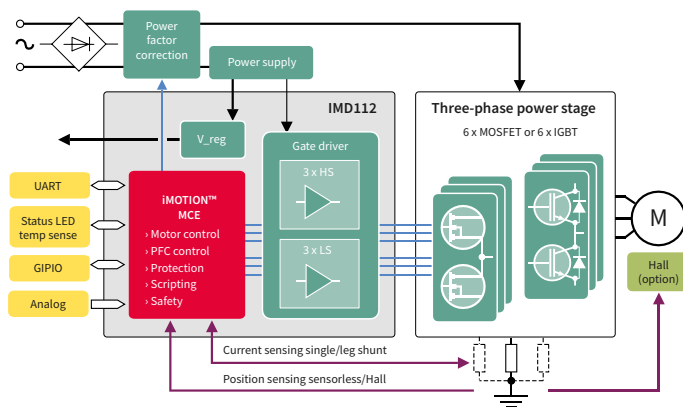 Power
factor
correction
Power supply
IMD112
Three-phase power stage
6 x MOSFET or 6 x IGBT
V_reg
Gate driver
3 x HS
3 x LS
iMOTION™
MCE
› Motor control
› PFC control
› Protection
› Scripting
› Safety
UART
Status LED
temp sense
GIPIO
Analog
M
Hall
(option)
Current sensing single/leg shunt
Position sensing sensorless/Hall